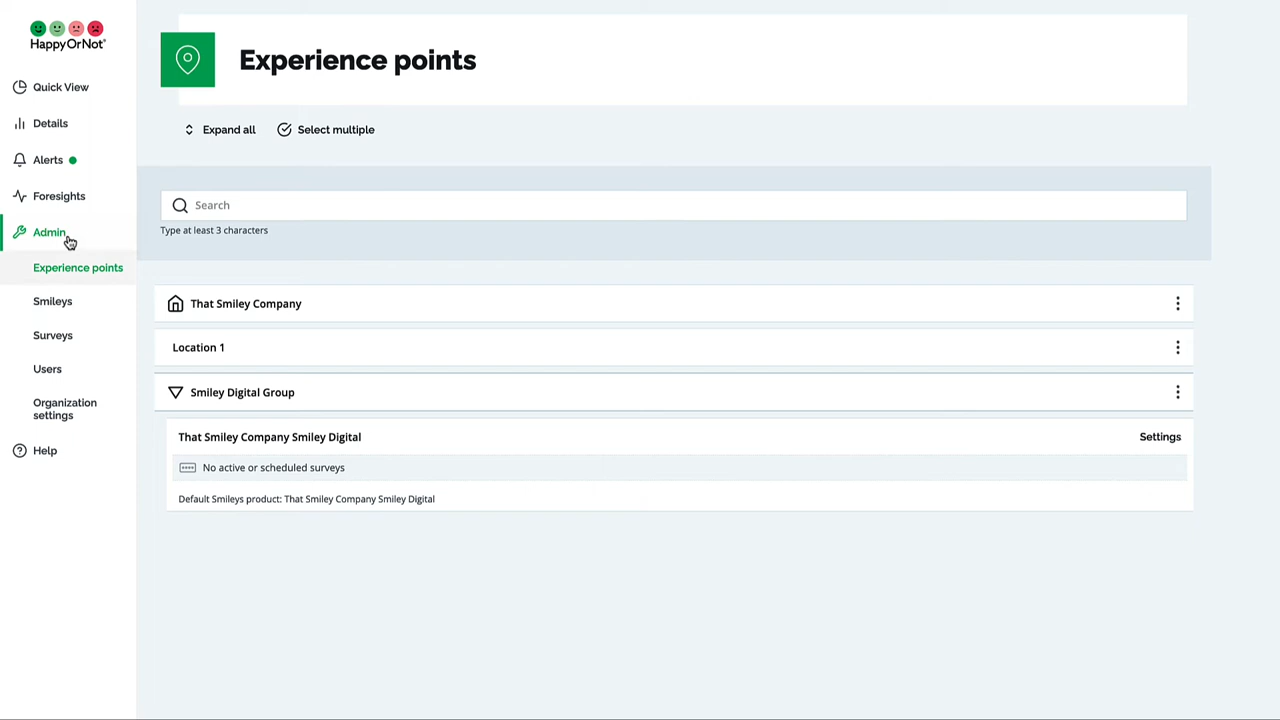 HappyOrNot®
Quick View
Details
Alerts
Foresights
Admin
Experience points
Smileys
Surveys
Users
Organization
settings
Help
Experience points
Expand all
Select multiple
Search
Type at least 3 characters
That Smiley Company
Location 1
Smiley Digital Group
That Smiley Company Smiley Digital
Settings
No active or scheduled surveys
Default Smileys product: That Smiley Company Smiley Digital